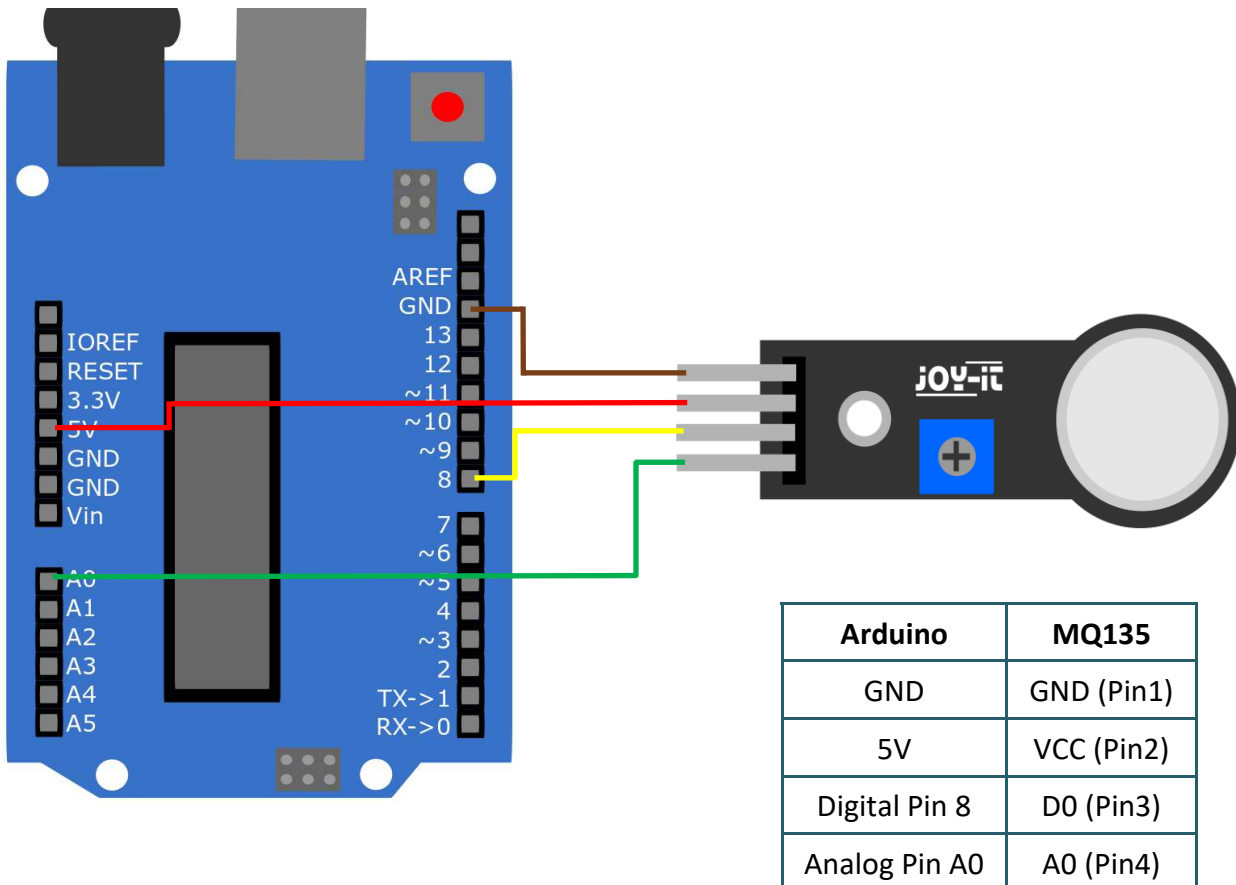 AREF
GND
13
12
~11
~10
~9
8
7
~6
~5
4
~3
2
TX->1
RX->0
IOREF
RESET
3.3V
5V
GND
GND
Vin
A0
A1
A2
A3
A4
A5
JOY-iT
Arduino MQ135
GND GND (Pin1)
5V VCC (Pin2)
Digital Pin 8 D0 (Pin3)
Analog Pin A0 A0 (Pin4)